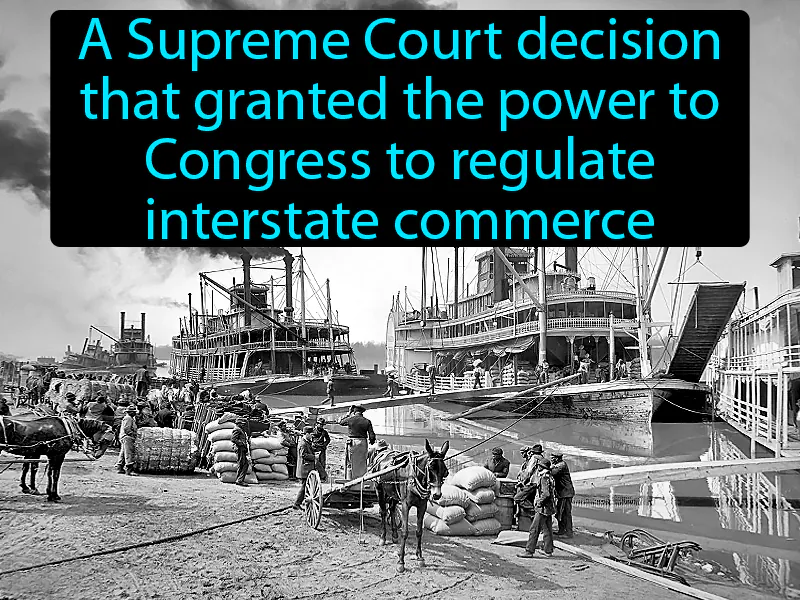 A Supreme Court decision
that granted the power to
Congress to regulate
interstate commerce